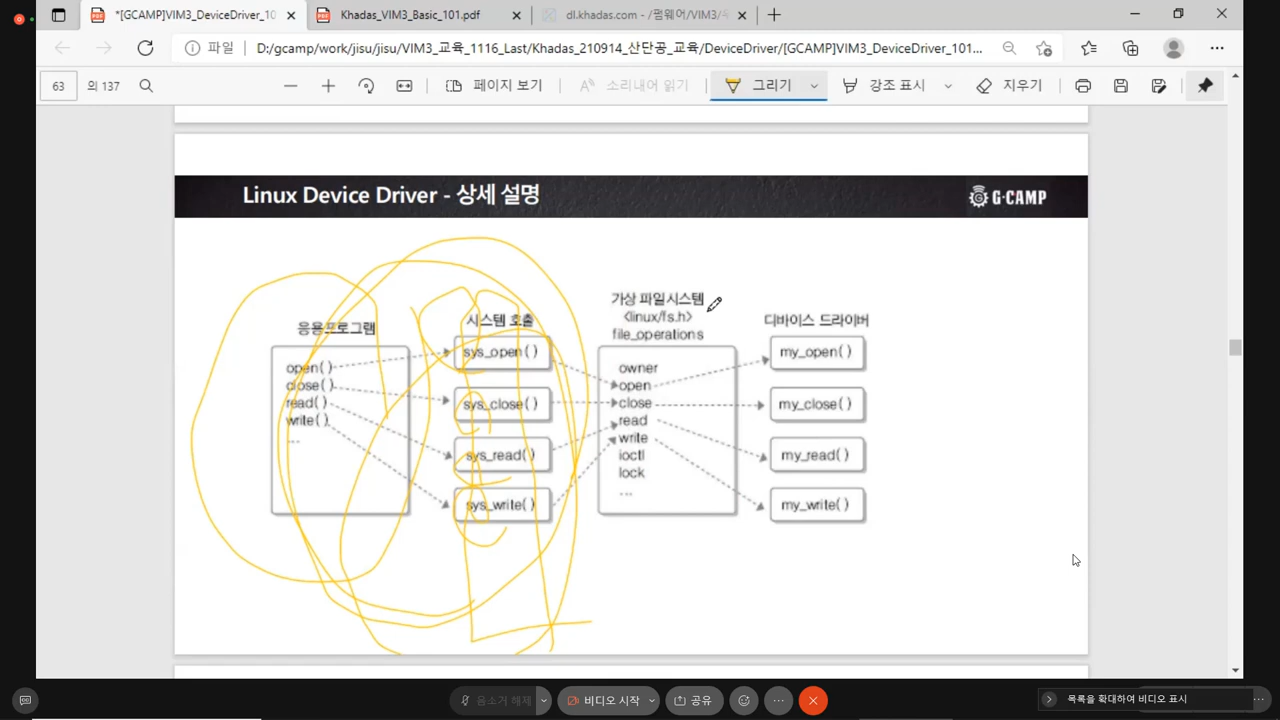 *[GCAMP]VIM3_DeviceDriver_10
Khadas_VIM3_Basic_101.pdf
dl.khadas.com - /펌웨어/VIM3/우
파일
D:/gcamp/work/jisu/jisu/VIM3_교육_1116_Last/Khadas_210914_산단공_교육/DeviceDriver/[GCAMP]VIM3_DeviceDriver_101...
63
의 137
페이지 보기
소리내어 읽기
그리기
강조 표시
지우기
Linux Device Driver - 상세 설명
G·CAMP
응용프로그램
open( )
close( )
read( )
write( )
...
시스템 호출
sys_open( )
sys_close( )
sys_read( )
sys_write( )
가상 파일시스템
<linux/fs.h>
file_operations
owner
open
close
read
write
ioctl
lock
...
디바이스 드라이버
my_open( )
my_close( )
my_read( )
my_write( )
음소거 해제
비디오 시작
공유
목록을 확대하여 비디오 표시